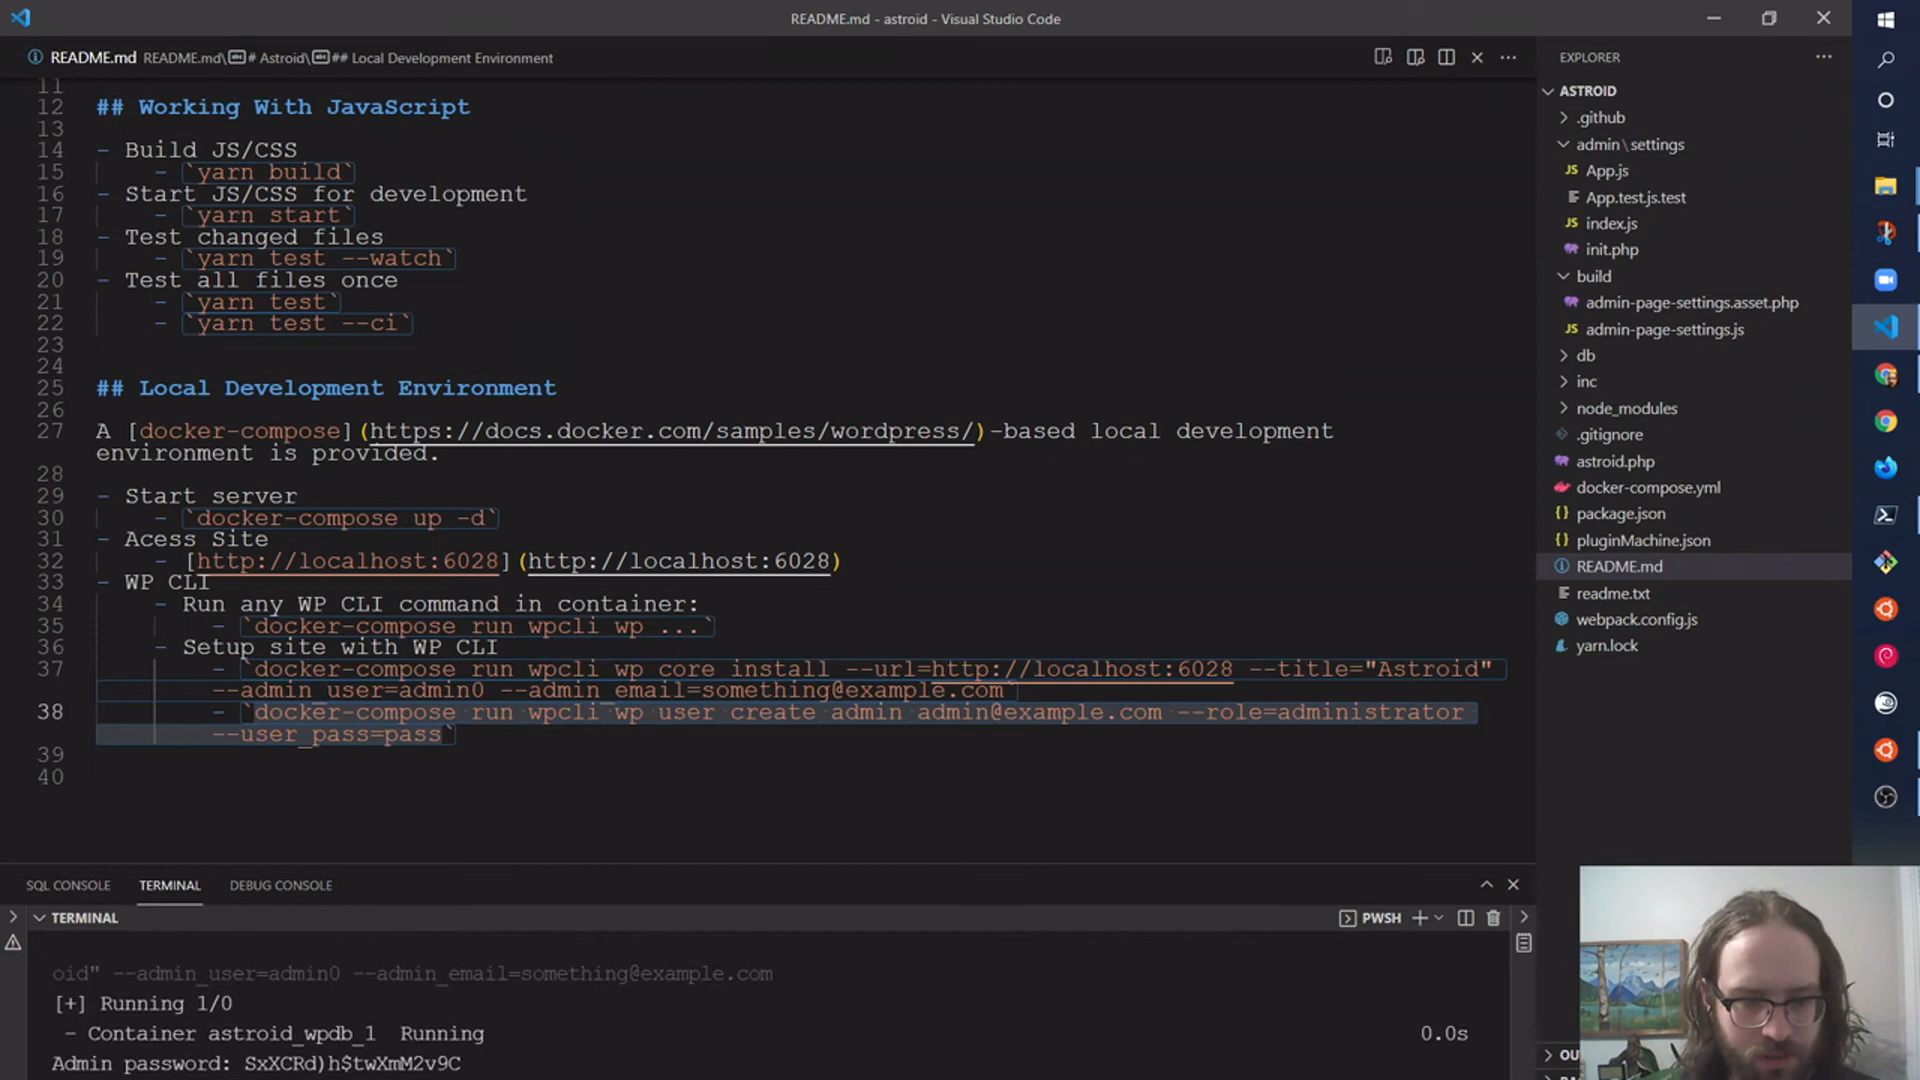 README.md - astroid - Visual Studio Code
README.md README.md\ # Astroid\ ## Local Development Environment
11
12 ## Working With JavaScript
13
14 - Build JS/CSS
15 - `yarn build`
16 - Start JS/CSS for development
17 - `yarn start`
18 - Test changed files
19 - `yarn test --watch`
20 - Test all files once
21 - `yarn test`
22 - `yarn test --ci`
23
24
25 ## Local Development Environment
26
27 A [docker-compose](https://docs.docker.com/samples/wordpress/)-based local development
environment is provided.
28
29 - Start server
30 - `docker-compose up -d`
31 - Acess Site
32 - [http://localhost:6028](http://localhost:6028)
33 - WP CLI
34 - Run any WP CLI command in container:
35 - `docker-compose run wpcli wp ...`
36 - Setup site with WP CLI
37 - `docker-compose run wpcli wp core install --url=http://localhost:6028 --title="Astroid"
--admin_user=admin0 --admin_email=something@example.com`
38 - `docker-compose run wpcli wp user create admin admin@example.com --role=administrator
--user_pass=pass`
39
40
EXPLORER
ASTROID
.github
admin\settings
JS App.js
App.test.js.test
JS index.js
init.php
build
admin-page-settings.asset.php
JS admin-page-settings.js
db
inc
node_modules
.gitignore
astroid.php
docker-compose.yml
{} package.json
{} pluginMachine.json
README.md
readme.txt
webpack.config.js
yarn.lock
SQL CONSOLE TERMINAL DEBUG CONSOLE
TERMINAL PWSH
oid" --admin_user=admin0 --admin_email=something@example.com
[+] Running 1/0
- Container astroid_wpdb_1 Running 0.0s
Admin password: SxXCRd)h$twXmM2v9C